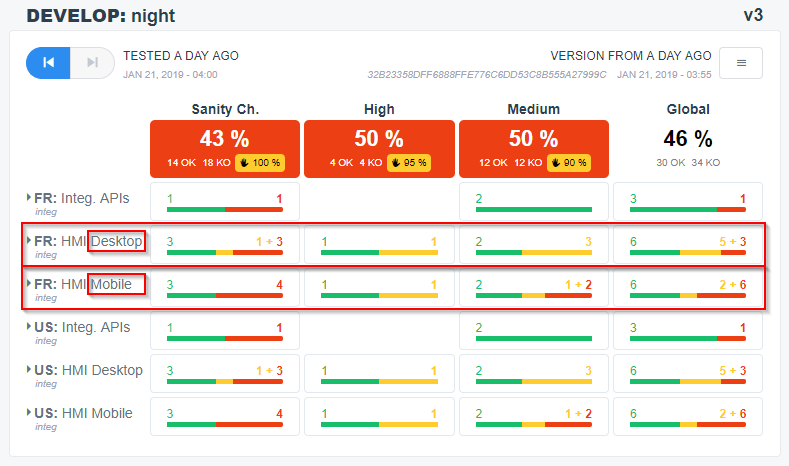 DEVELOP: night v3
TESTED A DAY AGO VERSION FROM A DAY AGO
JAN 21, 2019 - 04:00 32B23358DFF6888FFE776C6DD53C8B555A27999C JAN 21, 2019 - 03:55
Sanity Ch. High Medium Global
43 % 50 % 50 % 46 %
14 OK 18 KO 100 % 4 OK 4 KO 95 % 12 OK 12 KO 90 % 30 OK 34 KO
FR: Integ. APIs 1 1 2 3 1
integ
FR: HMI Desktop 3 1 + 3 1 1 2 3 6 5 + 3
integ
FR: HMI Mobile 3 4 1 1 2 1 + 2 6 2 + 6
integ
US: Integ. APIs 1 1 2 3 1
integ
US: HMI Desktop 3 1 + 3 1 1 2 3 6 5 + 3
integ
US: HMI Mobile 3 4 1 1 2 1 + 2 6 2 + 6
integ